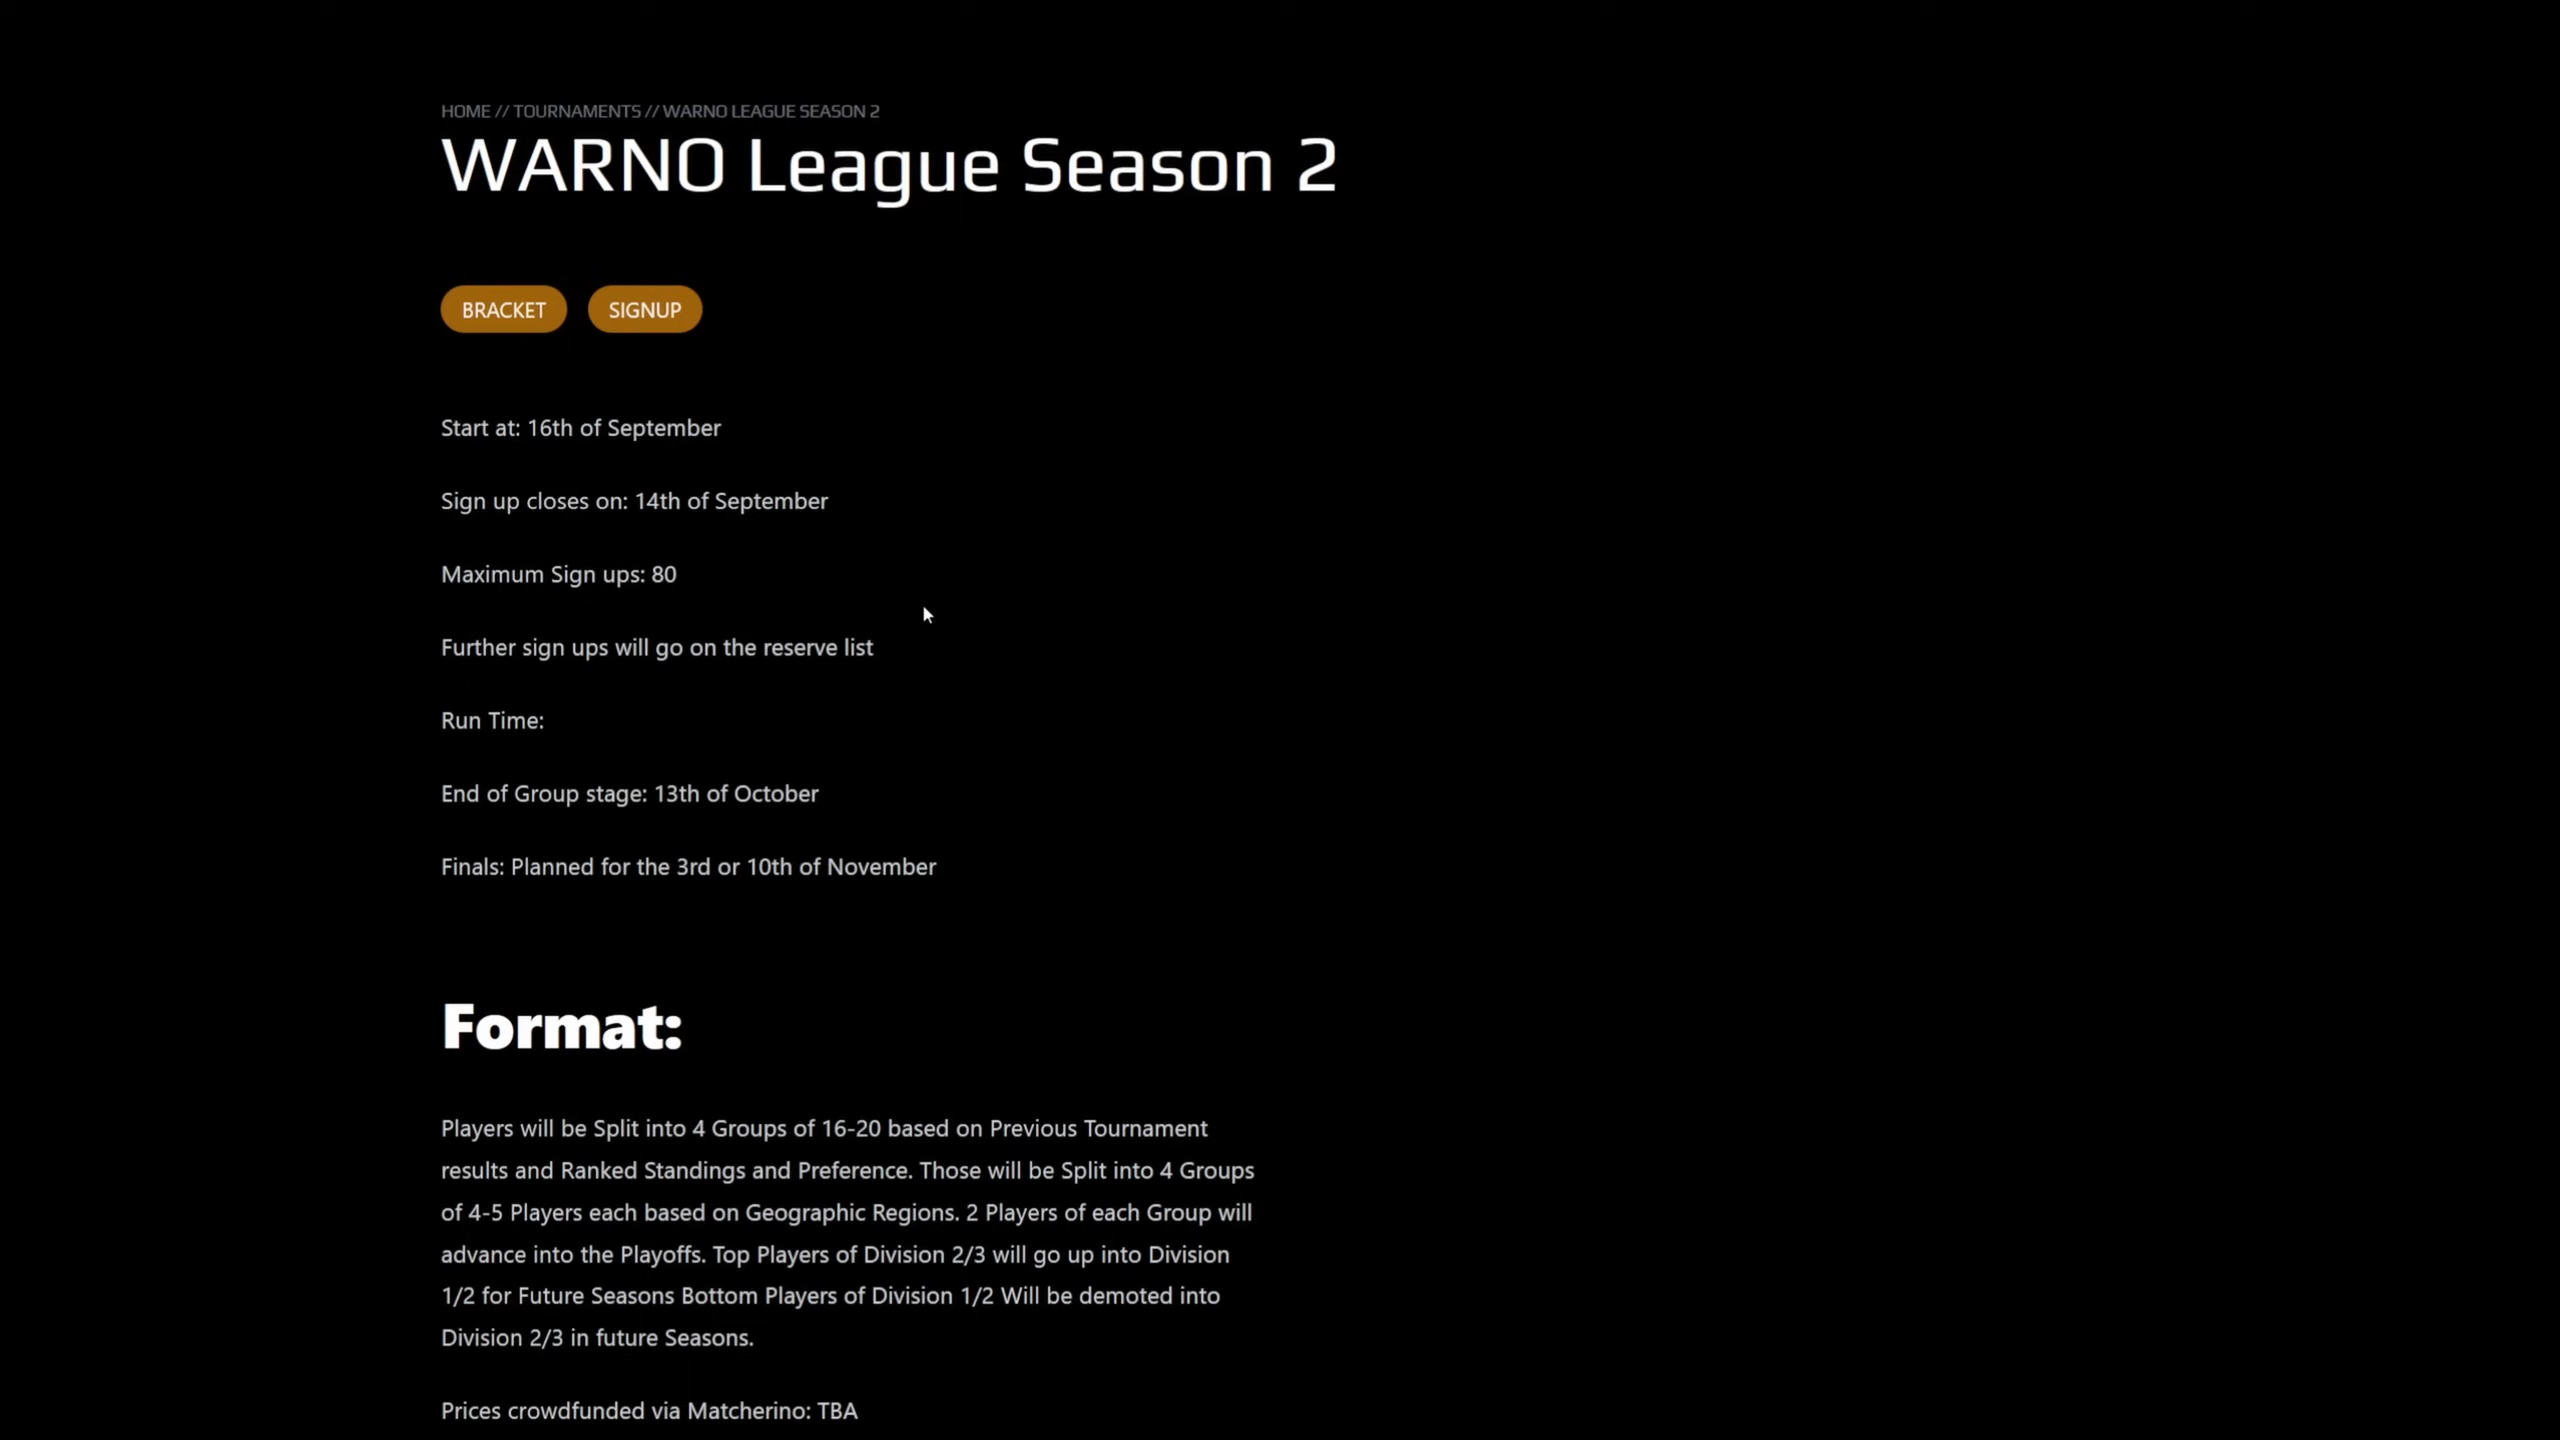 HOME // TOURNAMENTS // WARNO LEAGUE SEASON 2
WARNO League Season 2
BRACKET SIGNUP
Start at: 16th of September
Sign up closes on: 14th of September
Maximum Sign ups: 80
Further sign ups will go on the reserve list
Run Time:
End of Group stage: 13th of October
Finals: Planned for the 3rd or 10th of November
Format:
Players will be Split into 4 Groups of 16-20 based on Previous Tournament
results and Ranked Standings and Preference. Those will be Split into 4 Groups
of 4-5 Players each based on Geographic Regions. 2 Players of each Group will
advance into the Playoffs. Top Players of Division 2/3 will go up into Division
1/2 for Future Seasons Bottom Players of Division 1/2 Will be demoted into
Division 2/3 in future Seasons.
Prices crowdfunded via Matcherino: TBA